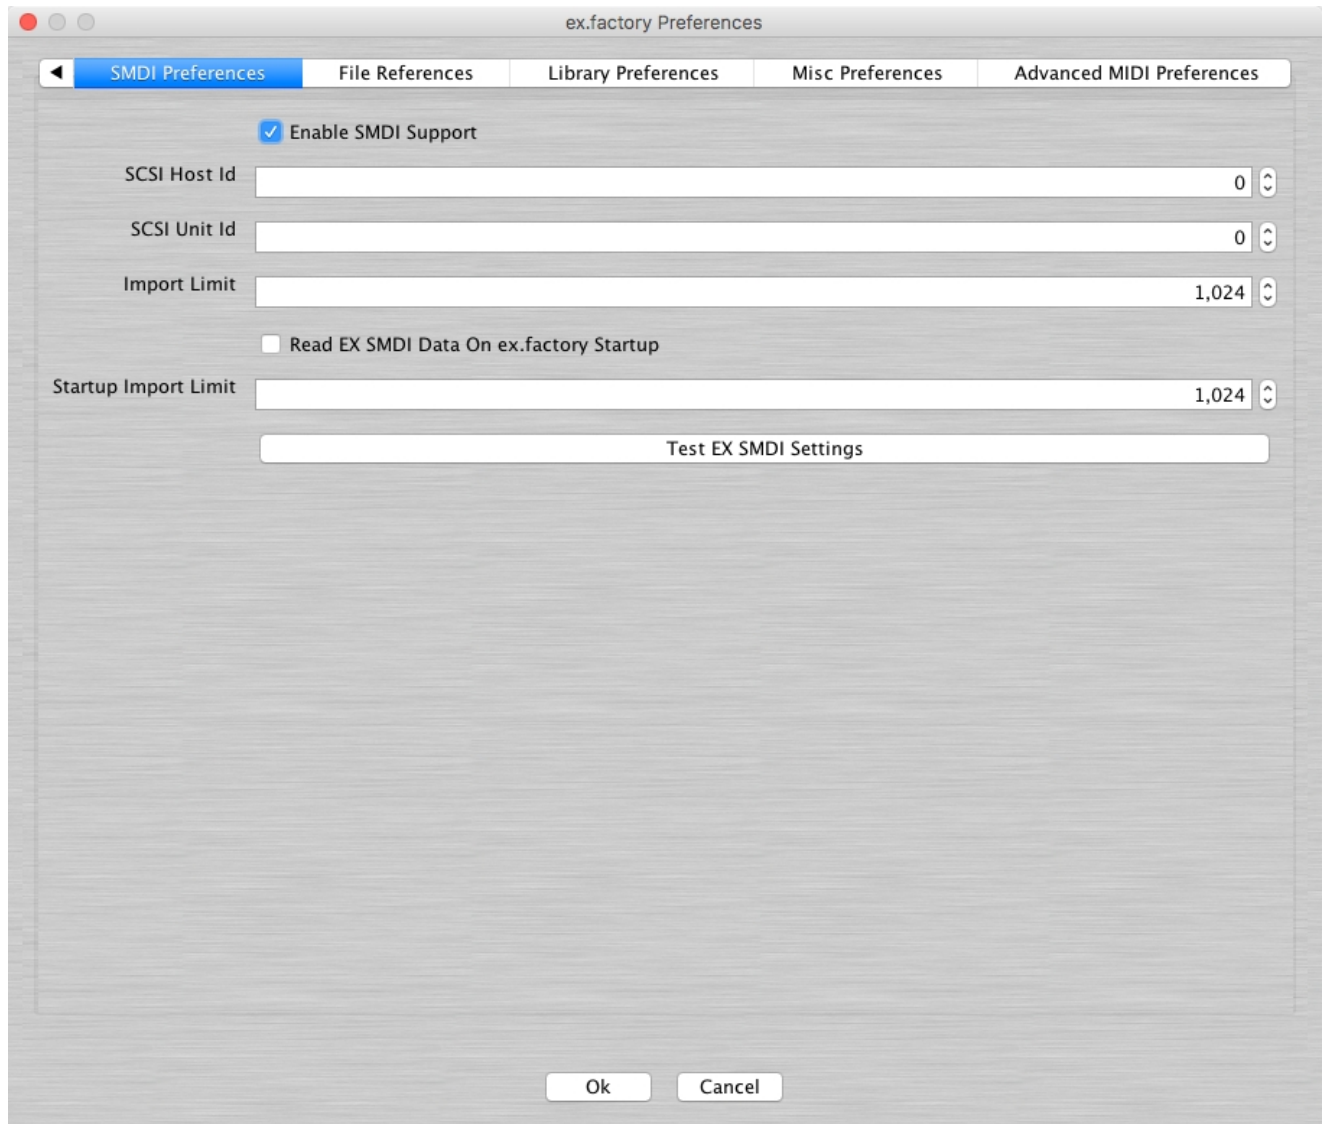 ex.factory Preferences
SMDI Preferences File References Library Preferences Misc Preferences Advanced MIDI Preferences
Enable SMDI Support
SCSI Host Id 0
SCSI Unit Id 0
Import Limit 1,024
Read EX SMDI Data On ex.factory Startup
Startup Import Limit 1,024
Test EX SMDI Settings
Ok Cancel